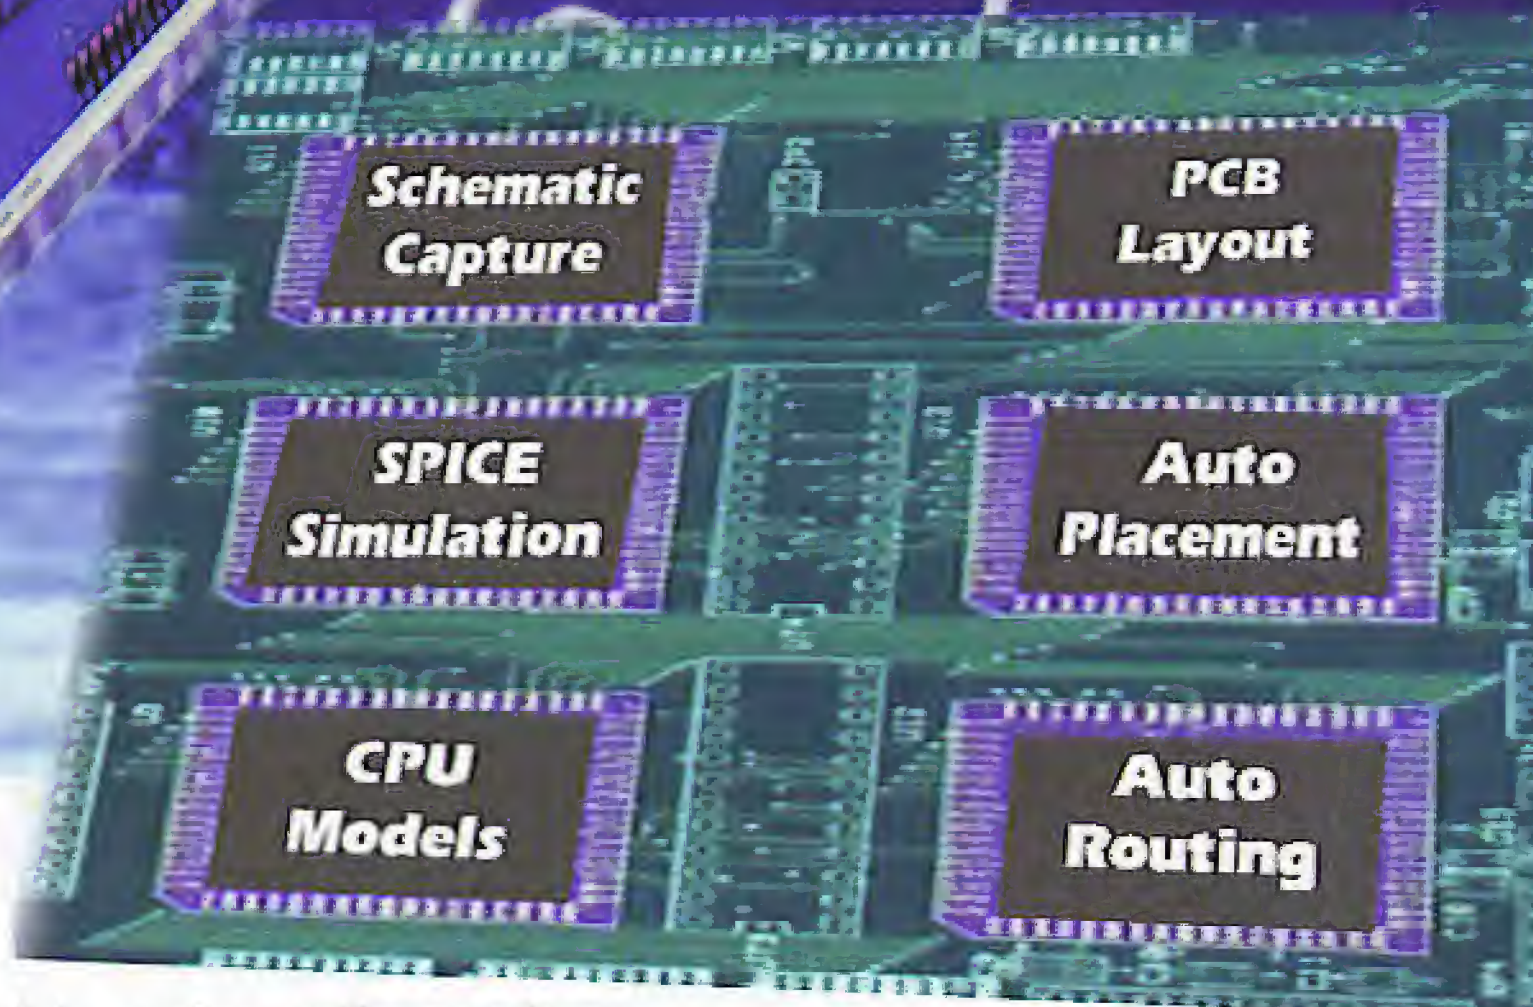 Schematic
Capture
PCB
Layout
SPICE
Simulation
Auto
Placement
CPU
Models
Auto
Routing